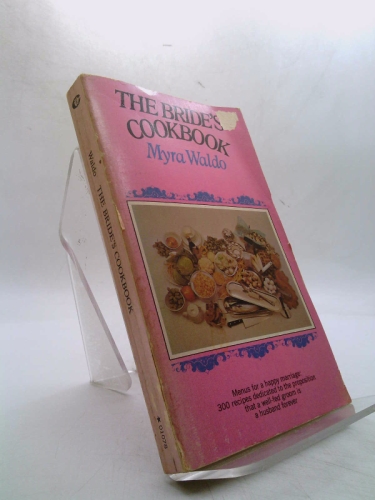 THE BRIDE'S
COOKBOOK
Myra Waldo
Menus for a happy marriage:
300 recipes dedicated to the proposition
that a well-fed groom is
a husband forever
Waldo THE BRIDE'S COOKBOOK
01078